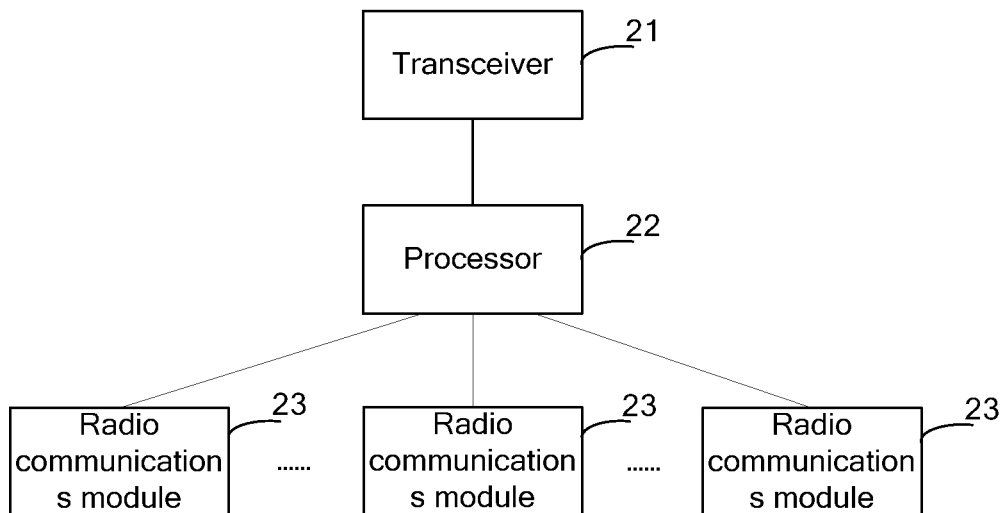 21
Transceiver
22
Processor
23
23
23
Radio
communication
s module
......
Radio
communication
s module
......
Radio
communication
s module